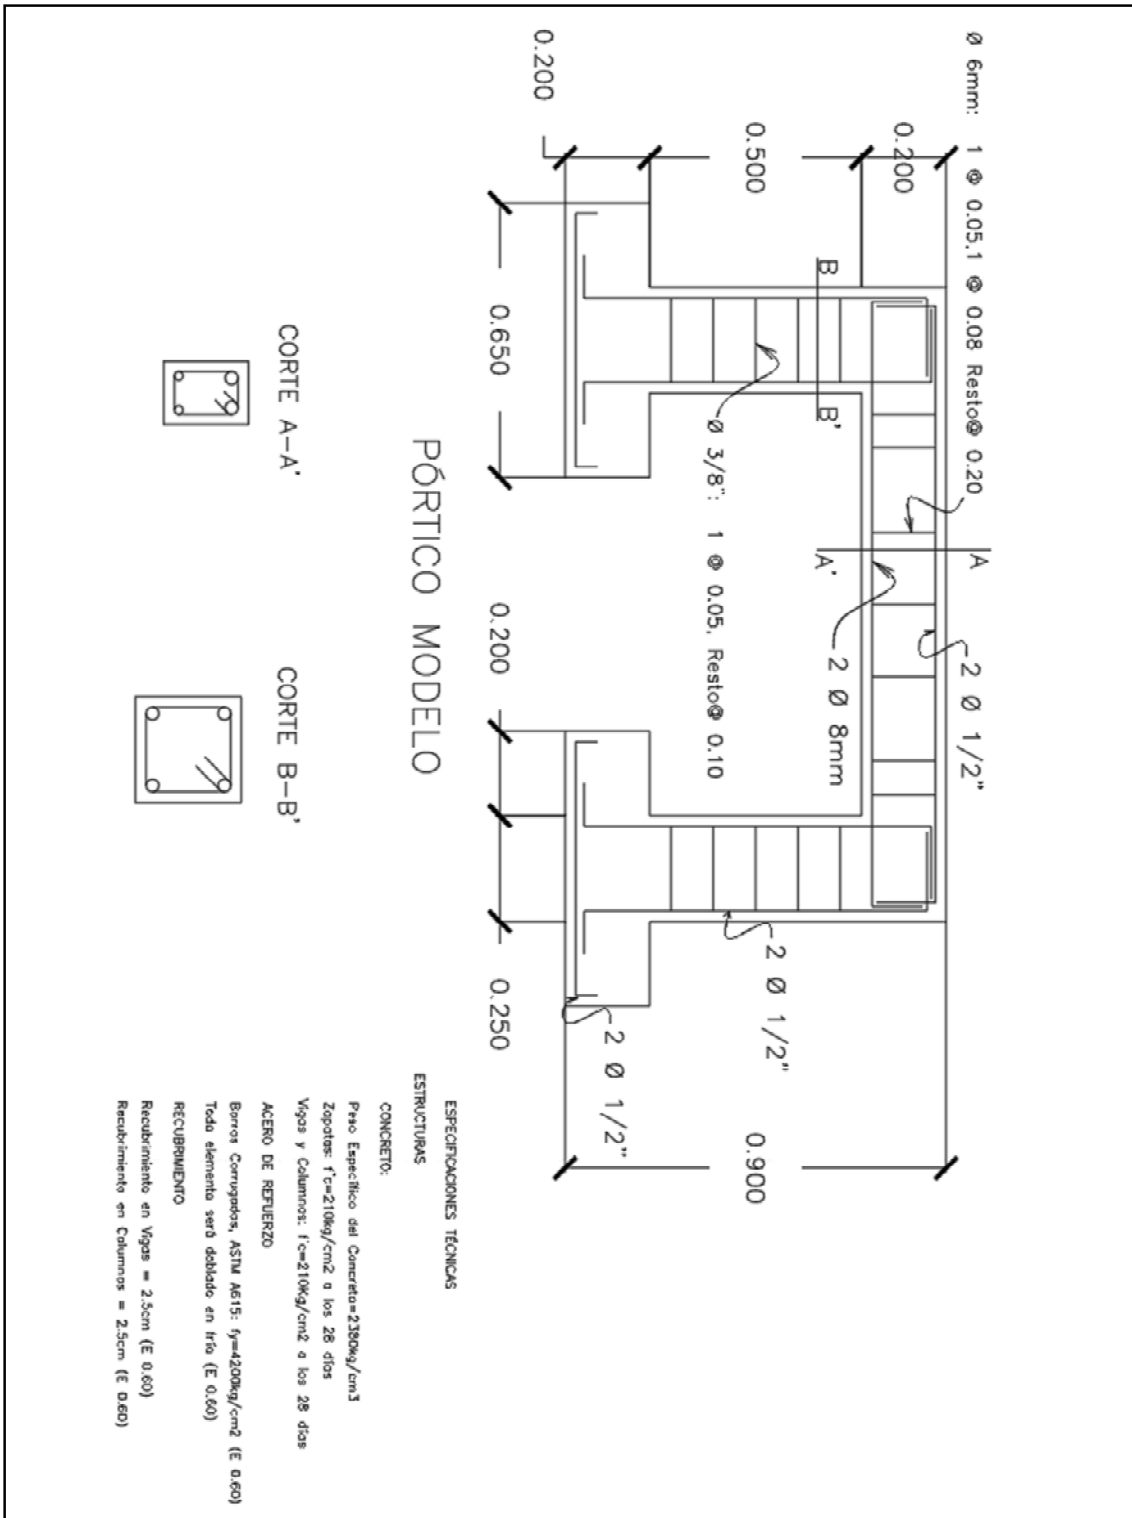 Ø 6mm: 1 @ 0.05,1 @ 0.08 Resto@ 0.20
A
2 Ø 1/2"
0.200
0.500
0.200
0.900
B
B'
A'
2 Ø 8mm
Ø 3/8": 1 @ 0.05, Resto@ 0.10
2 Ø 1/2"
2 Ø 1/2"
0.650
0.200
0.250
PÓRTICO MODELO
CORTE A-A'
CORTE B-B'
ESPECIFICACIONES TÉCNICAS
ESTRUCTURAS
CONCRETO:
Peso Específico del Concreto=2380kg/cm3
Zapatas: f'c=210kg/cm2 a los 28 días
Vigas y Columnas: f'c=210Kg/cm2 a los 28 días
ACERO DE REFUERZO
Barras Corrugadas, ASTM A615: fy=4200kg/cm2 (E 0.60)
Todo elemento será doblado en frío (E 0.60)
RECUBRIMIENTO
Recubrimiento en Vigas = 2.5cm (E 0.60)
Recubrimiento en Columnas = 2.5cm (E 0.60)